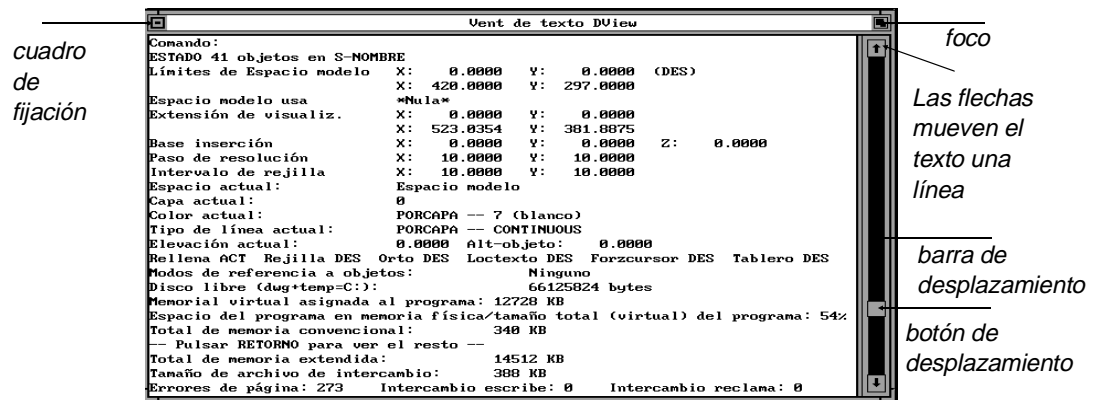 Vent de texto DView
cuadro
de
fijación
Comando:
ESTADO 41 objetos en S-NOMBRE
Límites de Espacio modelo X: 0.0000 Y: 0.0000 (DES)
X: 420.0000 Y: 297.0000
Espacio modelo usa *Nula*
Extensión de visualiz. X: 0.0000 Y: 0.0000
X: 523.0354 Y: 381.8875
Base inserción X: 0.0000 Y: 0.0000 Z: 0.0000
Paso de resolución X: 10.0000 Y: 10.0000
Intervalo de rejilla X: 10.0000 Y: 10.0000
Espacio actual: Espacio modelo
Capa actual: 0
Color actual: PORCAPA -- 7 (blanco)
Tipo de línea actual: PORCAPA -- CONTINUOUS
Elevación actual: 0.0000 Alt-objeto: 0.0000
Rellena ACT Rejilla DES Orto DES Loctexto DES Forzcursor DES Tablero DES
Modos de referencia a objetos: Ninguno
Disco libre (dwg+temp=C:): 66125824 bytes
Memorial virtual asignada al programa: 12728 KB
Espacio del programa en memoria física/tamaño total (virtual) del programa: 54%
Total de memoria convencional: 340 KB
-- Pulsar RETORNO para ver el resto --
Total de memoria extendida: 14512 KB
Tamaño de archivo de intercambio: 388 KB
Errores de página: 273 Intercambio escribe: 0 Intercambio reclama: 0
foco
Las flechas
mueven el
texto una
línea
barra de
desplazamiento
botón de
desplazamiento